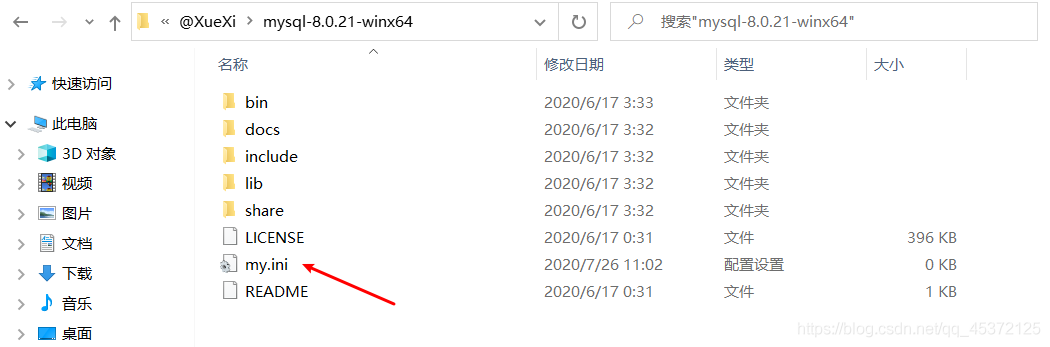 « @XueXi > mysql-8.0.21-winx64
搜索"mysql-8.0.21-winx64"
名称 修改日期 类型 大小
快速访问
此电脑
3D 对象
视频
图片
文档
下载
音乐
桌面
bin 2020/6/17 3:33 文件夹
docs 2020/6/17 3:32 文件夹
include 2020/6/17 3:32 文件夹
lib 2020/6/17 3:32 文件夹
share 2020/6/17 3:32 文件夹
LICENSE 2020/6/17 0:31 文件 396 KB
my.ini 2020/7/26 11:02 配置设置 0 KB
README 2020/6/17 0:31 文件 1 KB
https://blog.csdn.net/qq_45372125